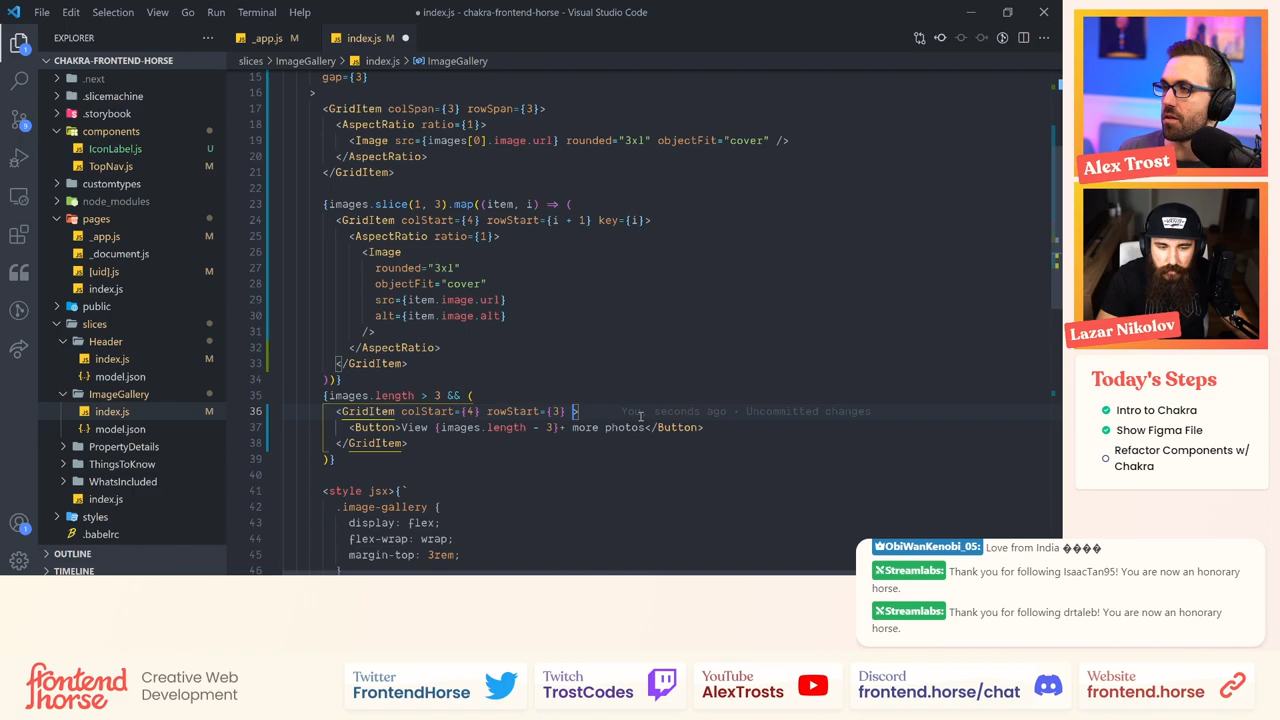 File Edit Selection View Go Run Terminal Help
● index.js - chakra-frontend-horse - Visual Studio Code
EXPLORER
_app.js M
index.js M
slices > ImageGallery > index.js > ImageGallery
CHAKRA-FRONTEND-HORSE
.next
.slicemachine
.storybook
components
IconLabel.js U
TopNav.js M
customtypes
node_modules
pages
_app.js M
_document.js
[uid].js M
index.js
public
slices
Header
index.js M
model.json
ImageGallery
index.js M
model.json
PropertyDetails
ThingsToKnow
WhatsIncluded
index.js
styles
.babelrc
OUTLINE
TIMELINE
1
9
1
15 gap={3}
16 >
17 <GridItem colSpan={3} rowSpan={3}>
18 <AspectRatio ratio={1}>
19 <Image src={images[0].image.url} rounded="3xl" objectFit="cover" />
20 </AspectRatio>
21 </GridItem>
22
23 {images.slice(1, 3).map((item, i) => (
24 <GridItem colStart={4} rowStart={i + 1} key={i}>
25 <AspectRatio ratio={1}>
26 <Image
27 rounded="3xl"
28 objectFit="cover"
29 src={item.image.url}
30 alt={item.image.alt}
31 />
32 </AspectRatio>
33 </GridItem>
34 ))}
35 {images.length > 3 && (
36 <GridItem colStart={4} rowStart={3} > seconds ago • Uncommitted changes
37 <Button>View {images.length - 3}+ more photos</Button>
38 </GridItem>
39 )}
40
41 <style jsx>{`
42 .image-gallery {
43 display: flex;
44 flex-wrap: wrap;
45 margin-top: 3rem;
46 }
Alex Trost
VANS
Lazar Nikolov
Today's Steps
Intro to Chakra
Show Figma File
Refactor Components w/
Chakra
ObiWanKenobi_05: Love from India ����
Streamlabs: Thank you for following IsaacTan95! You are now an honorary
horse.
Streamlabs: Thank you for following drtaleb! You are now an honorary
horse.
frontend
horse
Creative Web
Development
Twitter
FrontendHorse
Twitch
TrostCodes
YouTube
AlexTrosts
Discord
frontend.horse/chat
Website
frontend.horse